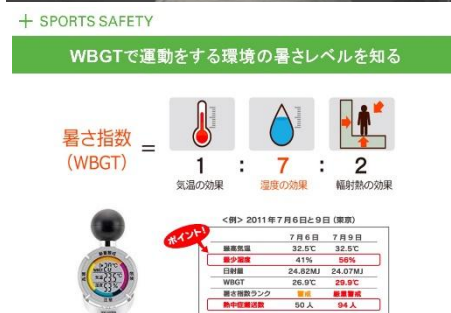 + SPORTS SAFETY
WBGTで運動をする環境の暑さレベルを知る
暑さ指数
(WBGT)
=
1 : 7 : 2
気温の効果 湿度の効果 輻射熱の効果
<例> 2011年7月6日と9日 (東京)
ポイント!
7月6日 7月9日
最高気温 32.5℃ 32.5℃
最少湿度 41% 56%
日射量 24.82MJ 24.07MJ
WBGT 26.9℃ 29.9℃
暑さ指数ランク 警戒 厳重警戒
熱中症搬送数 50人 94人